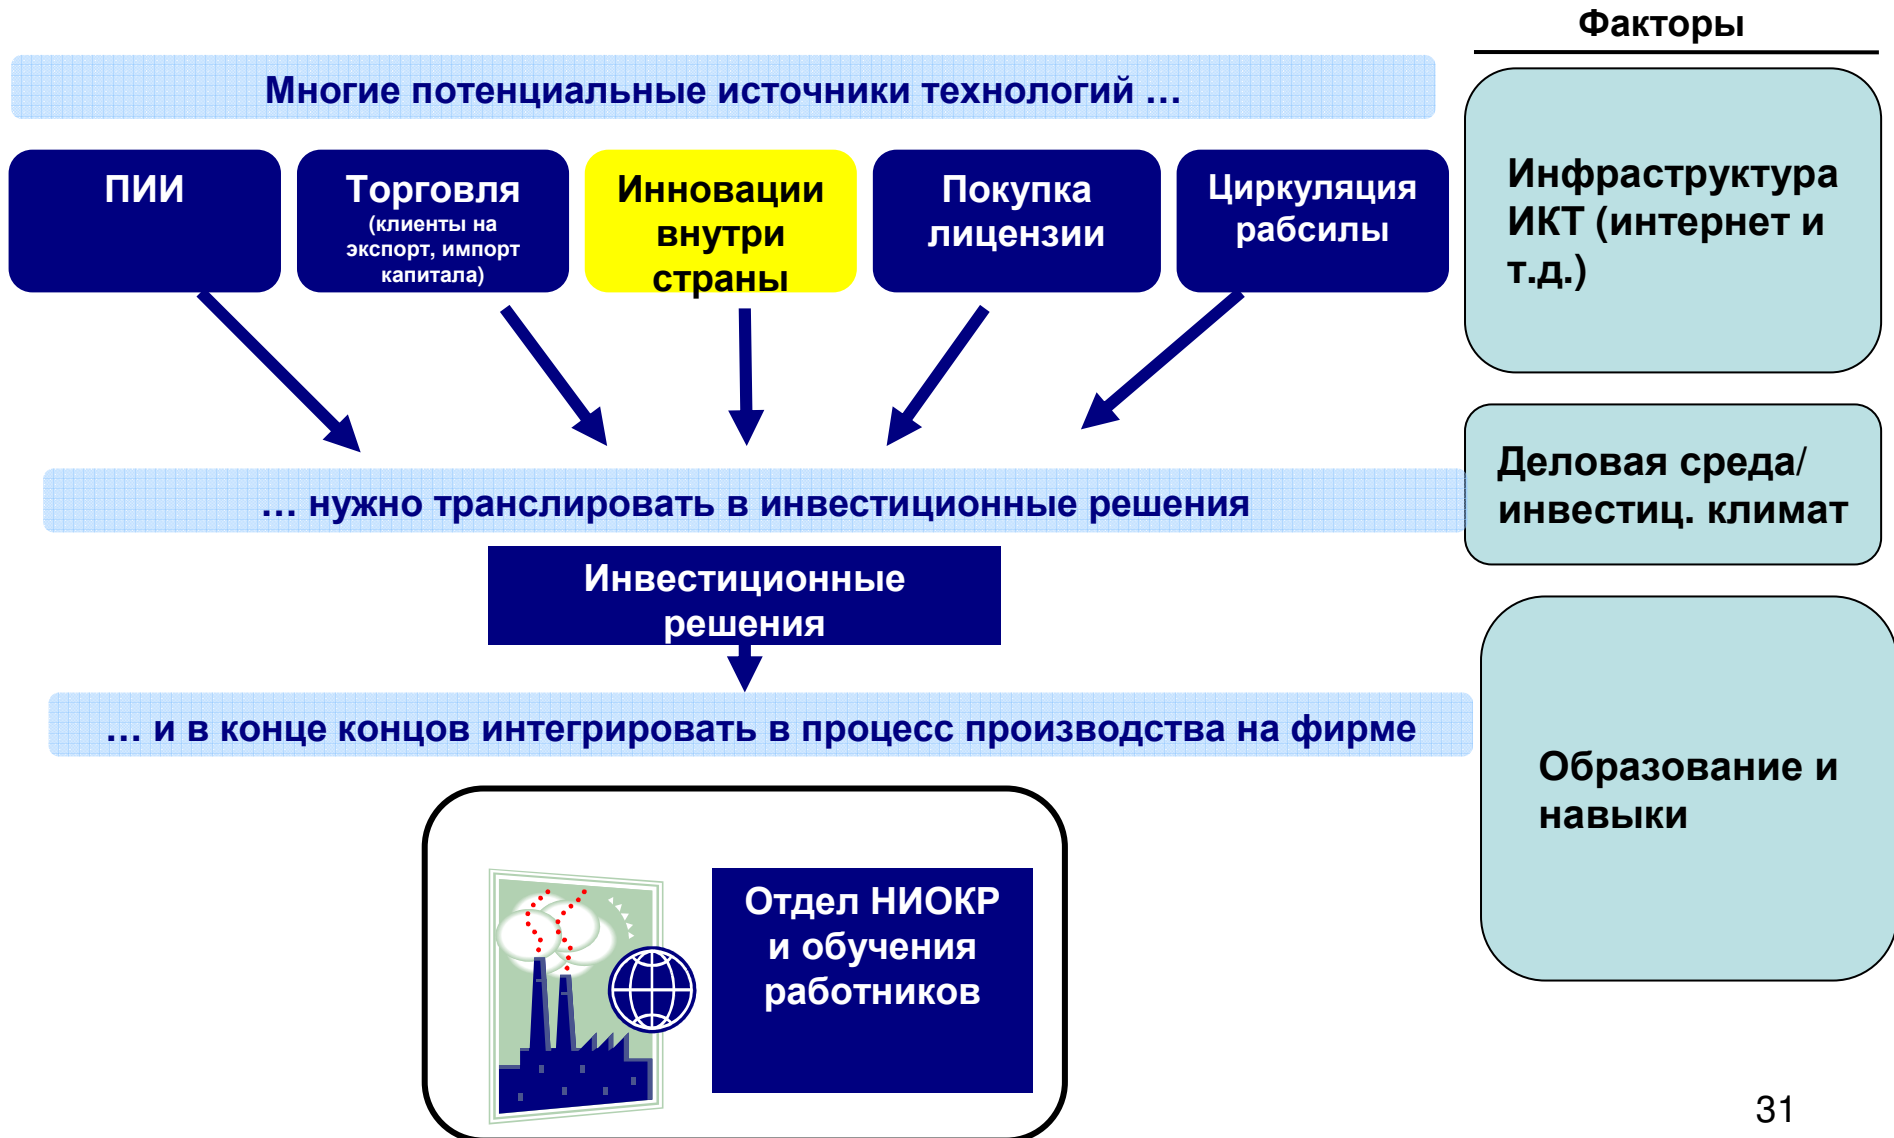 Факторы
Многие потенциальные источники технологий …
ПИИ
Торговля
(клиенты на
экспорт, импорт
капитала)
Инновации
внутри
страны
Покупка
лицензии
Циркуляция
рабсилы
Инфраструктура
ИКТ (интернет и
т.д.)
… нужно транслировать в инвестиционные решения
Деловая среда/
инвестиц. климат
Инвестиционные
решения
… и в конце концов интегрировать в процесс производства на фирме
Образование и
навыки
Отдел НИОКР
и обучения
работников
31